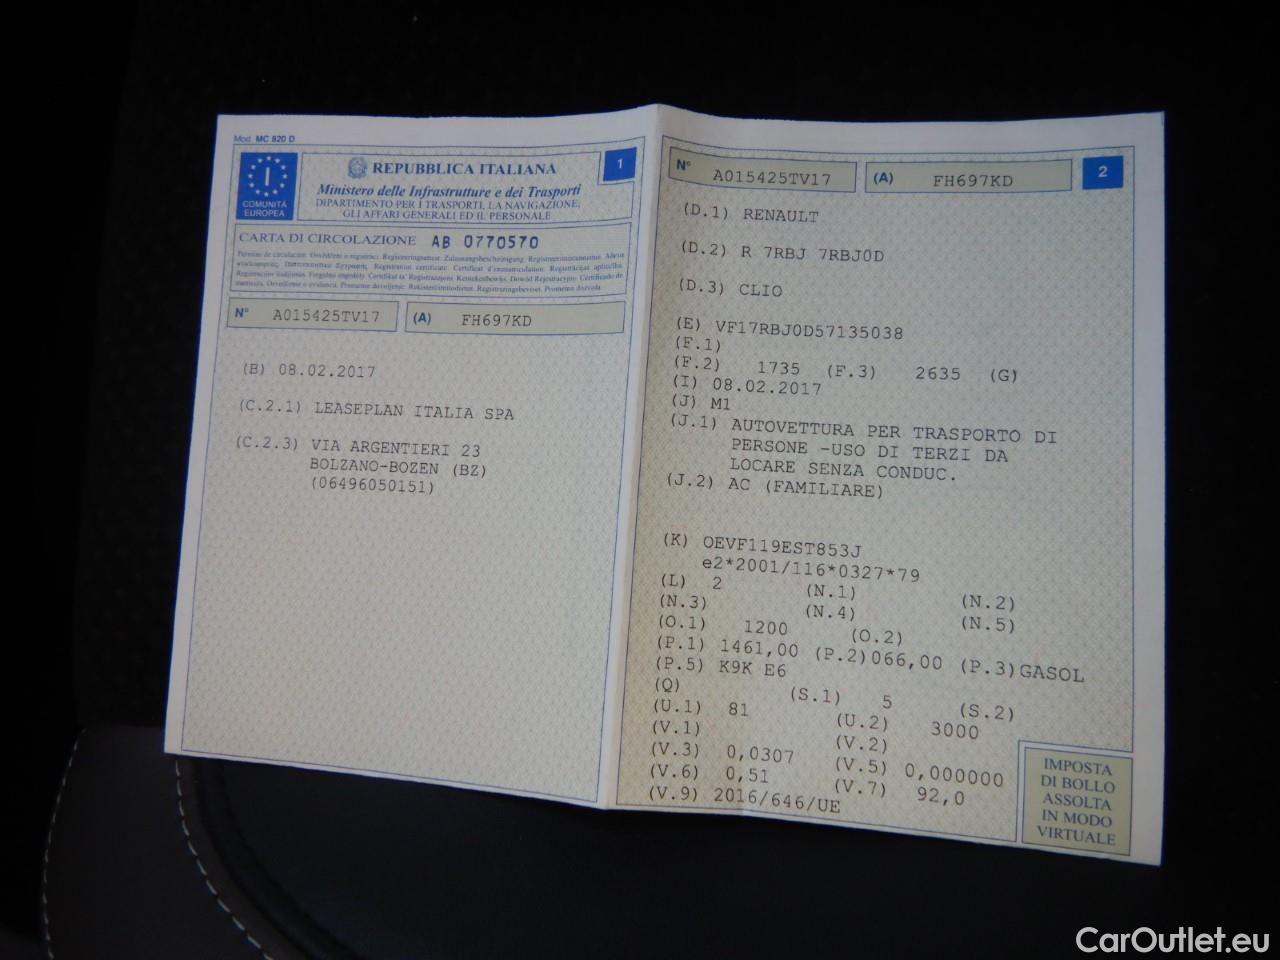 Mod. MC 820 D
I
COMUNITÀ
EUROPEA
REPUBBLICA ITALIANA
Ministero delle Infrastrutture e dei Trasporti
DIPARTIMENTO PER I TRASPORTI, LA NAVIGAZIONE,
GLI AFFARI GENERALI ED IL PERSONALE
1
CARTA DI CIRCOLAZIONE AB 0770570
N° A015425TV17 (A) FH697KD
(B) 08.02.2017
(C.2.1) LEASEPLAN ITALIA SPA
(C.2.3) VIA ARGENTIERI 23
BOLZANO-BOZEN (BZ)
(06496050151)
N° A015425TV17 (A) FH697KD 2
(D.1) RENAULT
(D.2) R 7RBJ 7RBJ0D
(D.3) CLIO
(E) VF17RBJ0D57135038
(F.1)
(F.2) 1735 (F.3) 2635 (G)
(I) 08.02.2017
(J) M1
(J.1) AUTOVETTURA PER TRASPORTO DI
PERSONE -USO DI TERZI DA
LOCARE SENZA CONDUC.
(J.2) AC (FAMILIARE)
(K) OEVF119EST853J
e2*2001/116*0327*79
(L) 2 (N.1) (N.2)
(N.3) (N.4) (N.5)
(O.1) 1200 (O.2)
(P.1) 1461,00 (P.2)066,00 (P.3)GASOL
(P.5) K9K E6
(Q) (S.1) 5 (S.2)
(U.1) 81 (U.2) 3000
(V.1) (V.2)
(V.3) 0,0307 (V.5) 0,000000
(V.6) 0,51 (V.7) 92,0
(V.9) 2016/646/UE
IMPOSTA
DI BOLLO
ASSOLTA
IN MODO
VIRTUALE
CarOutlet.eu